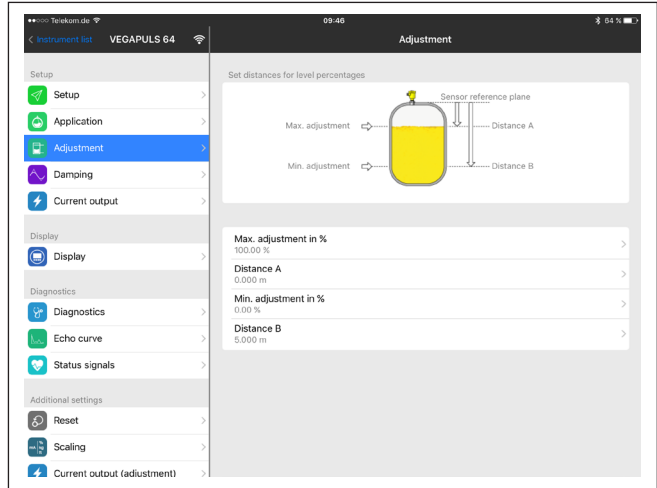 Telekom.de 09:46 64 %
Instrument list VEGAPULS 64 Adjustment
Setup
Setup
Application
Adjustment
Damping
Current output
Display
Display
Diagnostics
Diagnostics
Echo curve
Status signals
Additional settings
Reset
Scaling
Current output (adjustment)
Set distances for level percentages
Sensor reference plane
Max. adjustment
Distance A
Min. adjustment
Distance B
Max. adjustment in %
100.00 %
Distance A
0.000 m
Min. adjustment in %
0.00 %
Distance B
5.000 m